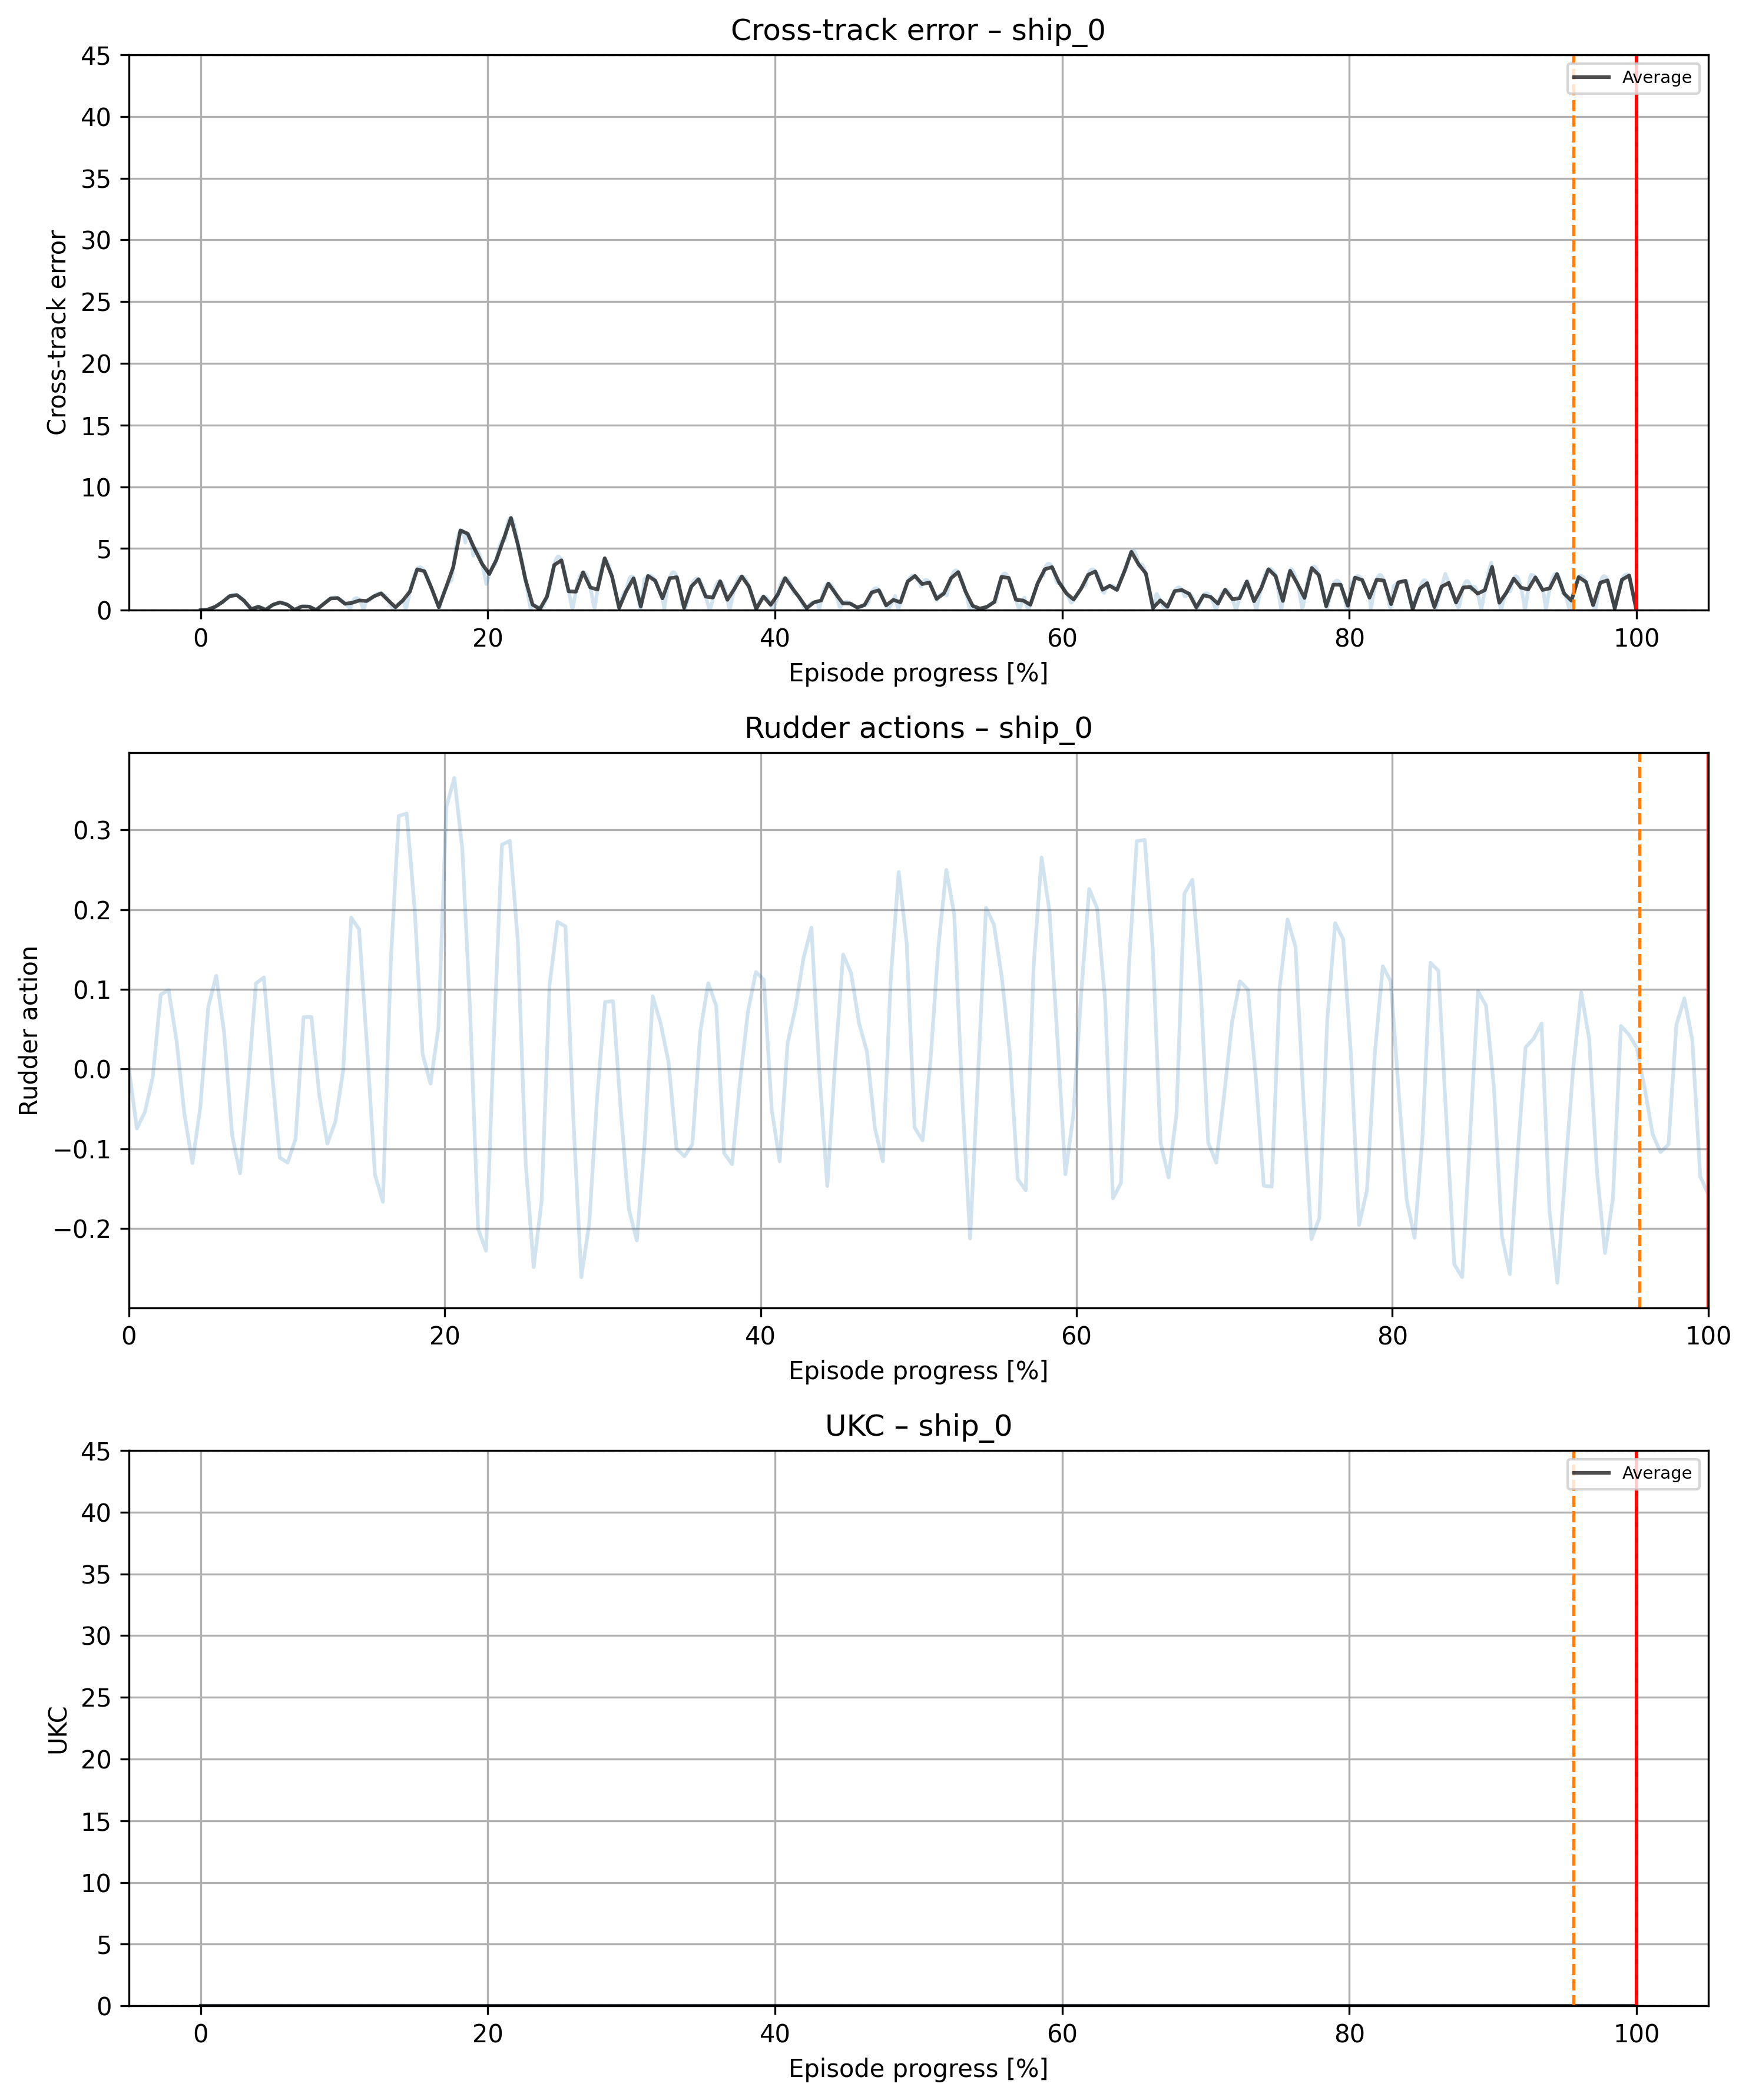 Cross-track error – ship_0
45
40
35
30
25
20
15
10
5
0
Cross-track error
Average
0 20 40 60 80 100
Episode progress [%]
Rudder actions – ship_0
0.3
0.2
0.1
0.0
−0.1
−0.2
Rudder action
0 20 40 60 80 100
Episode progress [%]
UKC – ship_0
45
40
35
30
25
20
15
10
5
0
UKC
Average
0 20 40 60 80 100
Episode progress [%]